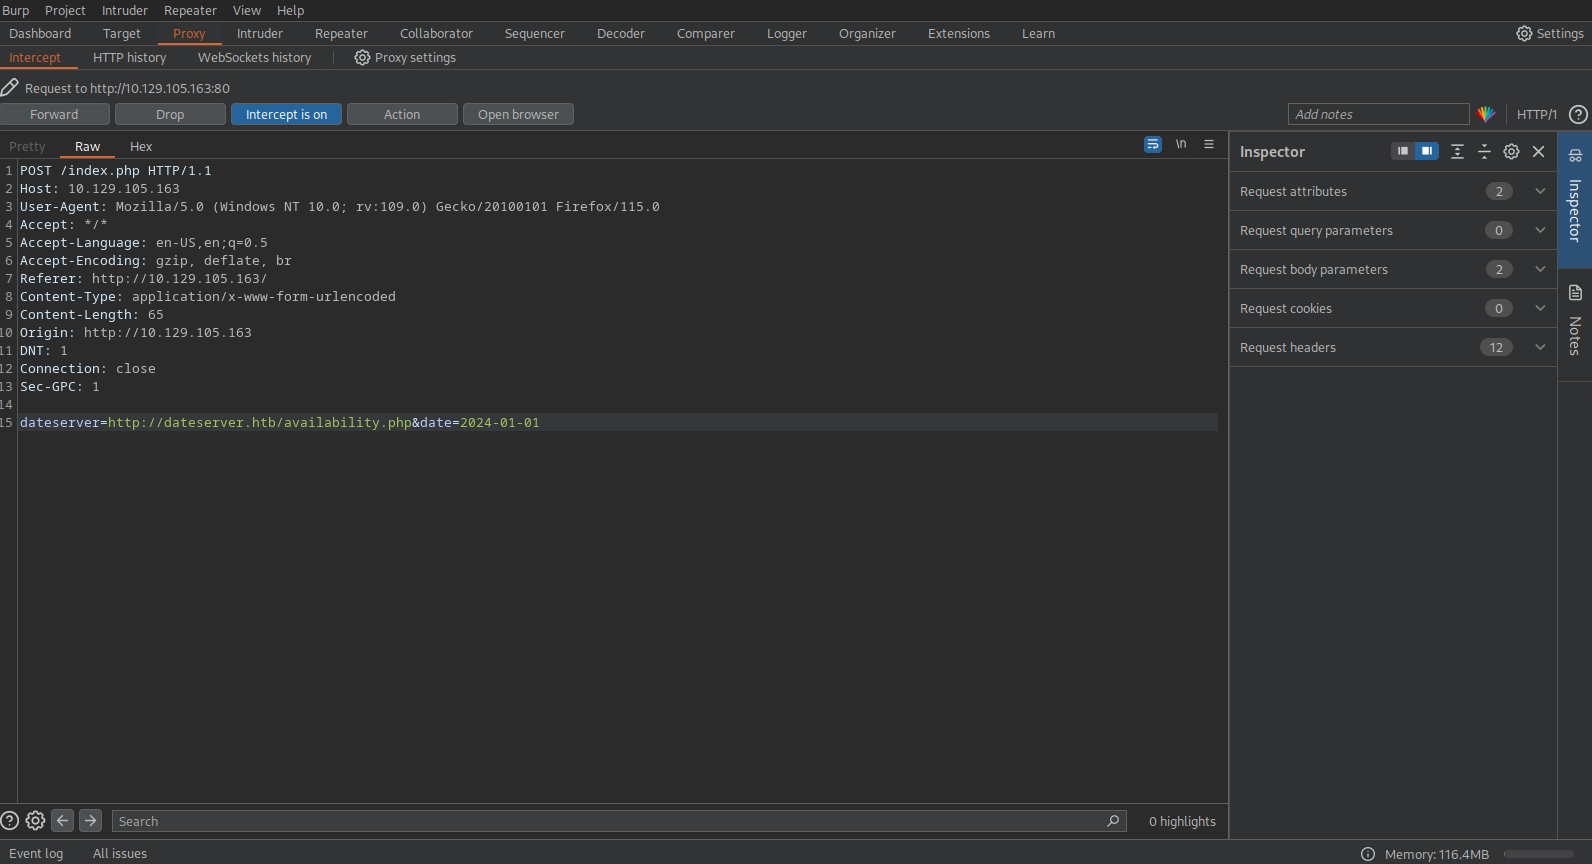 Burp Project Intruder Repeater View Help
Dashboard Target Proxy Intruder Repeater Collaborator Sequencer Decoder Comparer Logger Organizer Extensions Learn Settings
Intercept HTTP history WebSockets history Proxy settings
Request to http://10.129.105.163:80
Forward Drop Intercept is on Action Open browser Add notes HTTP/1
Pretty Raw Hex \n
Inspector
1 POST /index.php HTTP/1.1
2 Host: 10.129.105.163
3 User-Agent: Mozilla/5.0 (Windows NT 10.0; rv:109.0) Gecko/20100101 Firefox/115.0
4 Accept: */*
5 Accept-Language: en-US,en;q=0.5
6 Accept-Encoding: gzip, deflate, br
7 Referer: http://10.129.105.163/
8 Content-Type: application/x-www-form-urlencoded
9 Content-Length: 65
10 Origin: http://10.129.105.163
11 DNT: 1
12 Connection: close
13 Sec-GPC: 1
14
15 dateserver=http://dateserver.htb/availability.php&date=2024-01-01
Request attributes 2
Request query parameters 0
Request body parameters 2
Request cookies 0
Request headers 12
Inspector
Notes
Search 0 highlights
Event log All issues Memory: 116.4MB